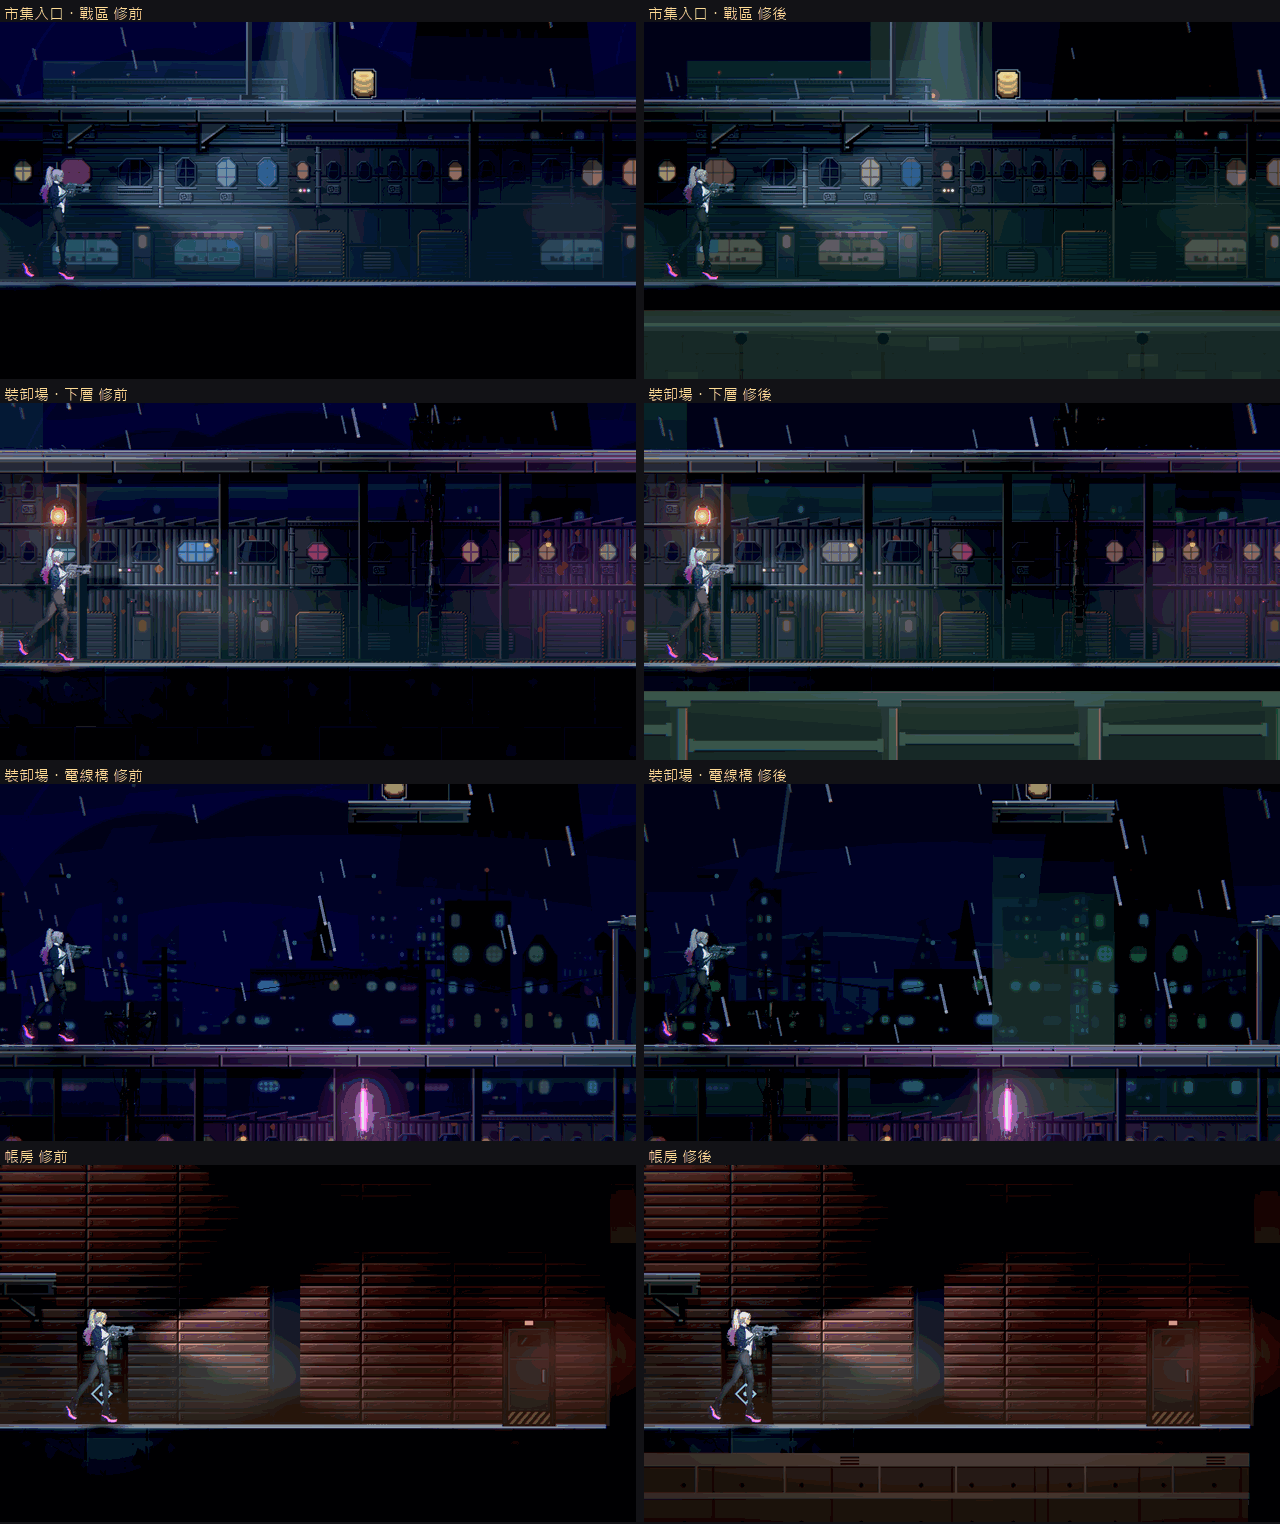 市集入口 · 戰區 修前
市集入口 · 戰區 修後
裝卸場 · 下層 修前
裝卸場 · 下層 修後
裝卸場 · 電線橋 修前
裝卸場 · 電線橋 修後
帳房 修前
帳房 修後